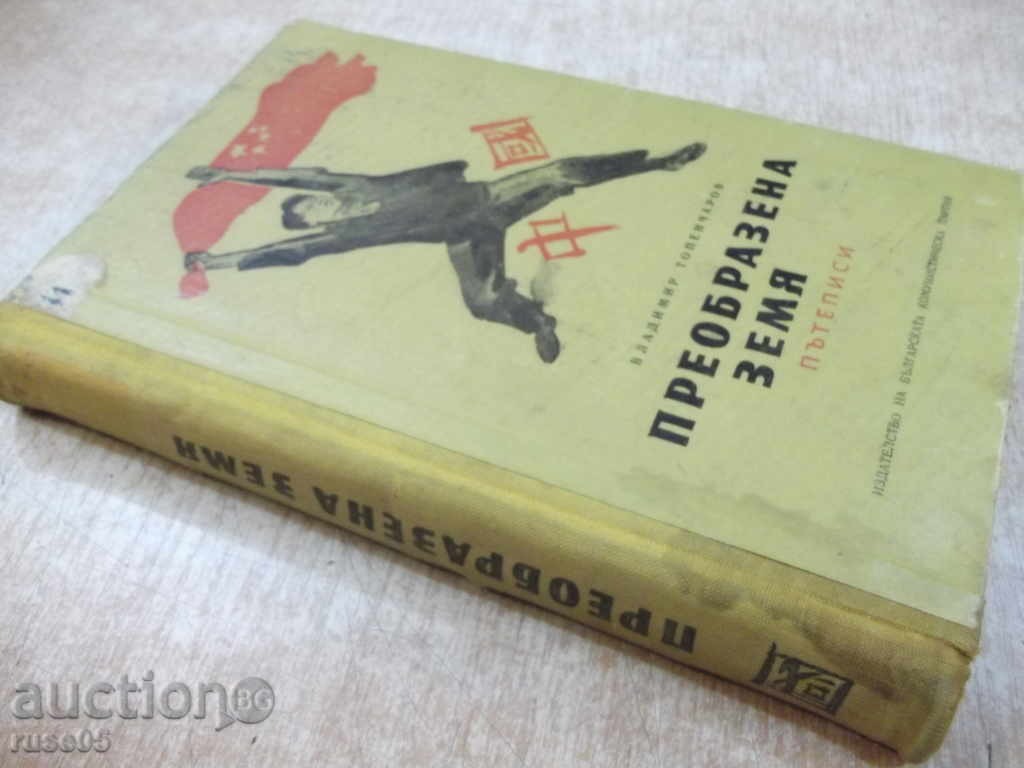 中
ВЛАДИМИР ТОПЕНЧАРОВ
ПРЕОБРАЗЕНА
ЗЕМЯ
ПЪТЕПИСИ
ИЗДАТЕЛСТВО НА БЪЛГАРСКАТА КОМУНИСТИЧЕСКА ПАРТИЯ
ПРЕОБРАЗЕНА ЗЕМЯ
auction BG
ruse05